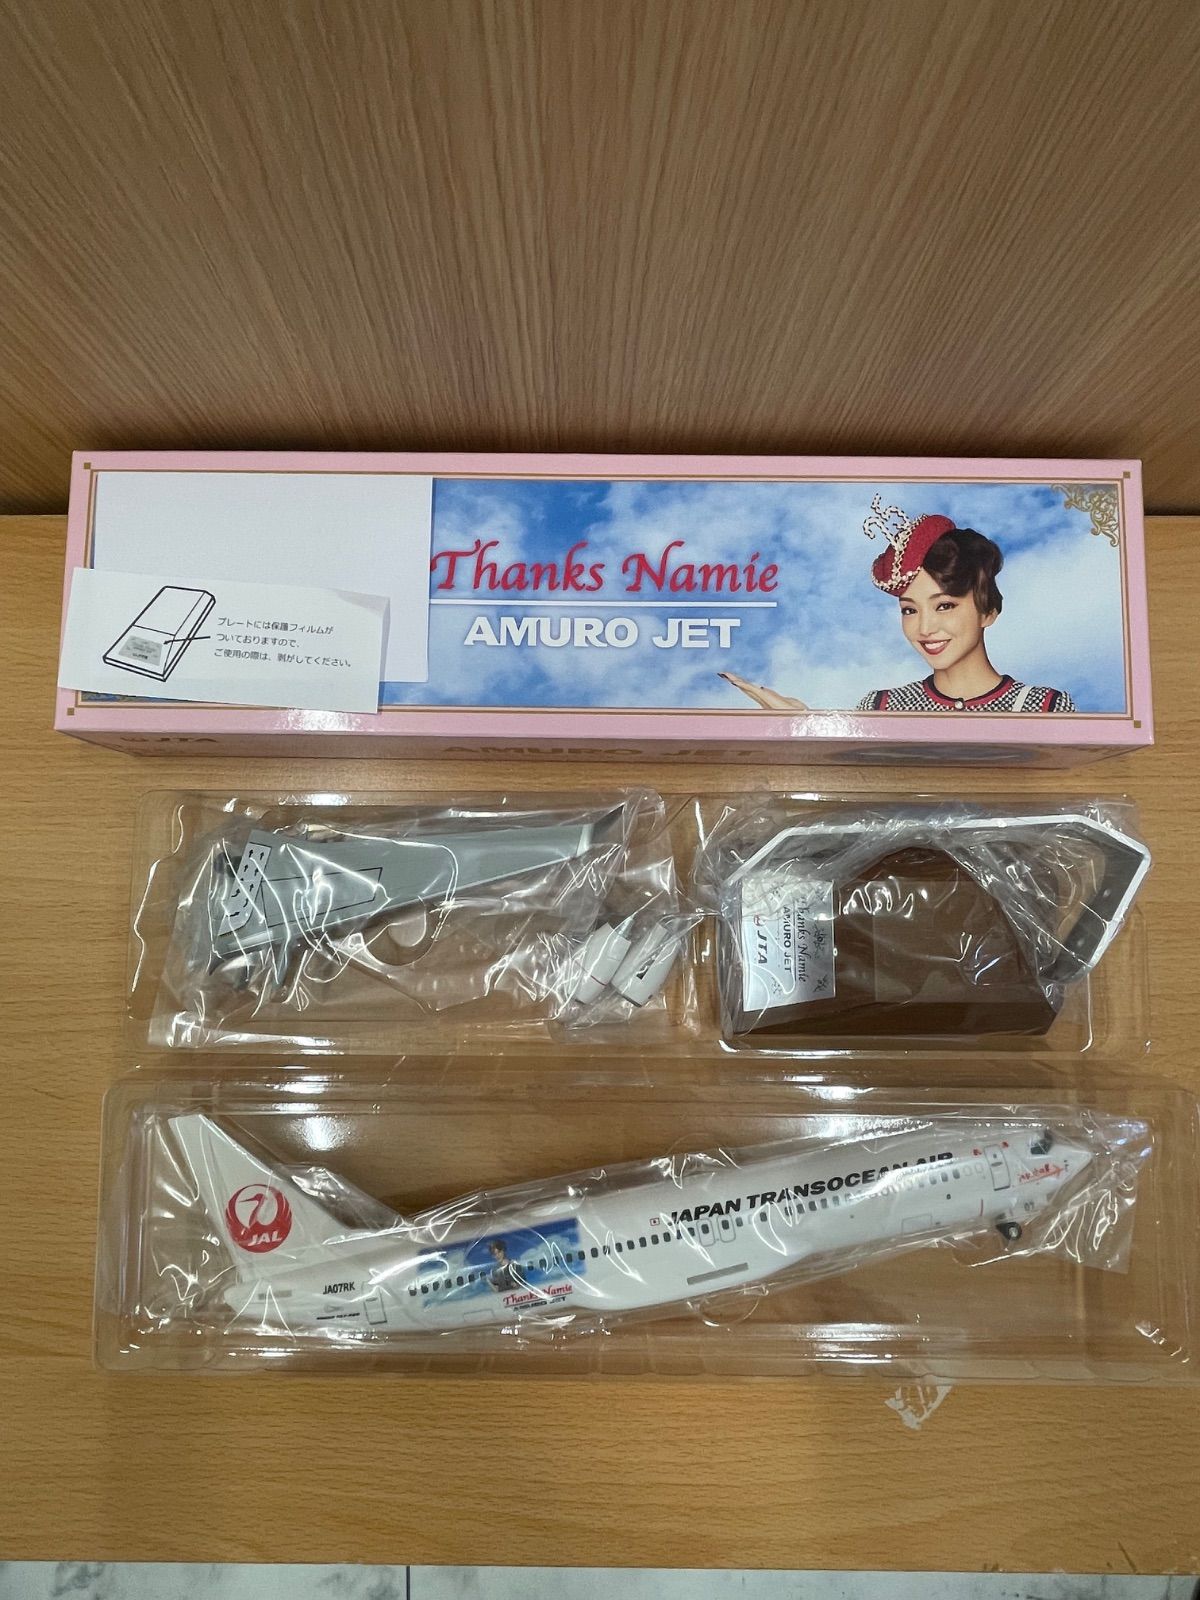 Thanks Namie
AMURO JET
プレートには保護フィルムが
ついておりますので、
ご使用の際は、剥がしてください。
JTA
AMURO JET
Thanks Namie
AMURO JET
JTA
JAPAN TRANSOCEAN AIR
JAL
JA07RK
Thanks Namie
AMURO JET
07